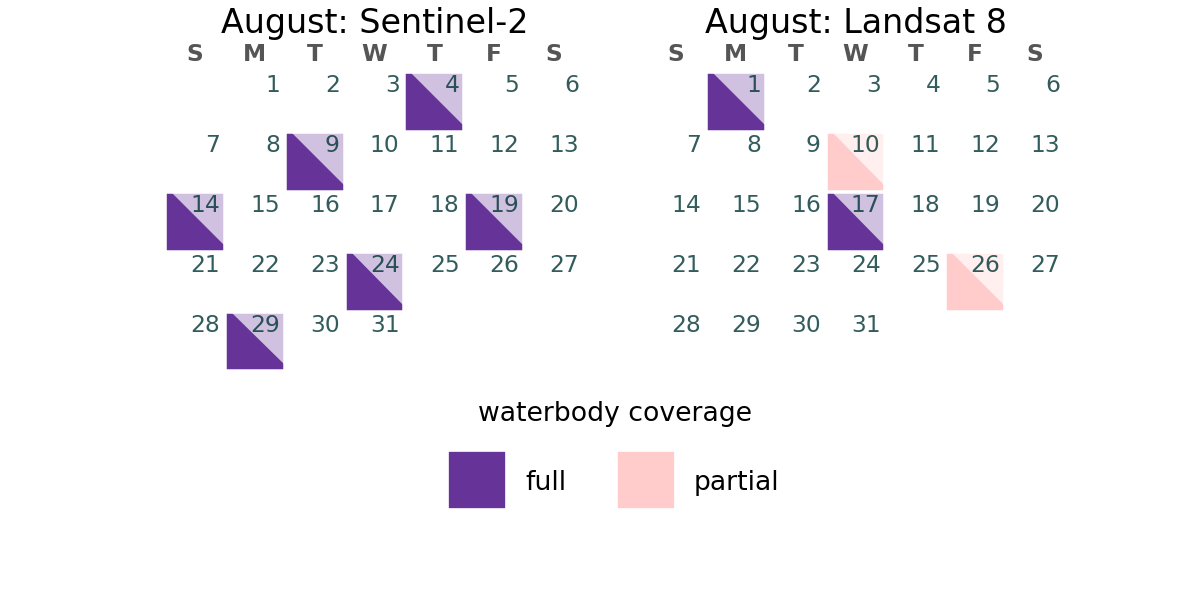 August: Sentinel-2
S M T W T F S
1 2 3 4 5 6
7 8 9 10 11 12 13
14 15 16 17 18 19 20
21 22 23 24 25 26 27
28 29 30 31
August: Landsat 8
S M T W T F S
1 2 3 4 5 6
7 8 9 10 11 12 13
14 15 16 17 18 19 20
21 22 23 24 25 26 27
28 29 30 31
waterbody coverage
full partial